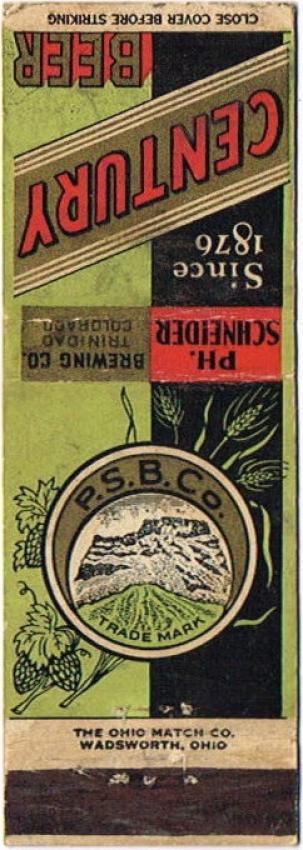 CLOSE COVER BEFORE STRIKING
CENTURY
BEER
Since
1876
PH.
SCHNEIDER
BREWING CO.
TRINIDAD
COLORADO
P.S.B.Co.
TRADE MARK
THE OHIO MATCH CO.
WADSWORTH, OHIO